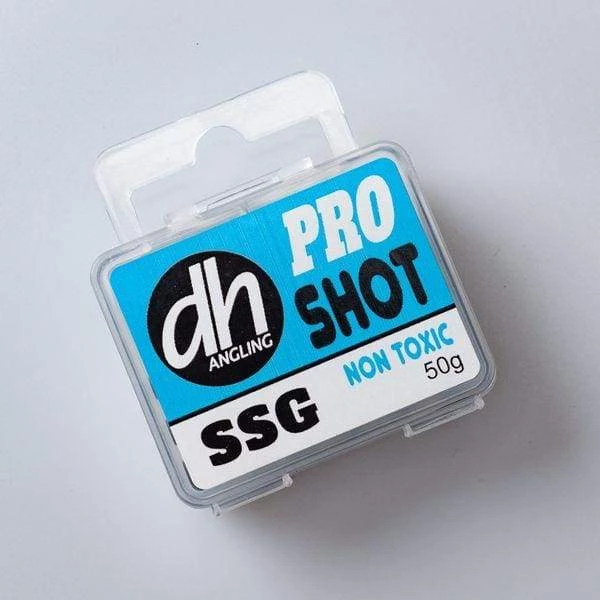 dh
ANGLING
PRO
SHOT
NON TOXIC
SSG
50g